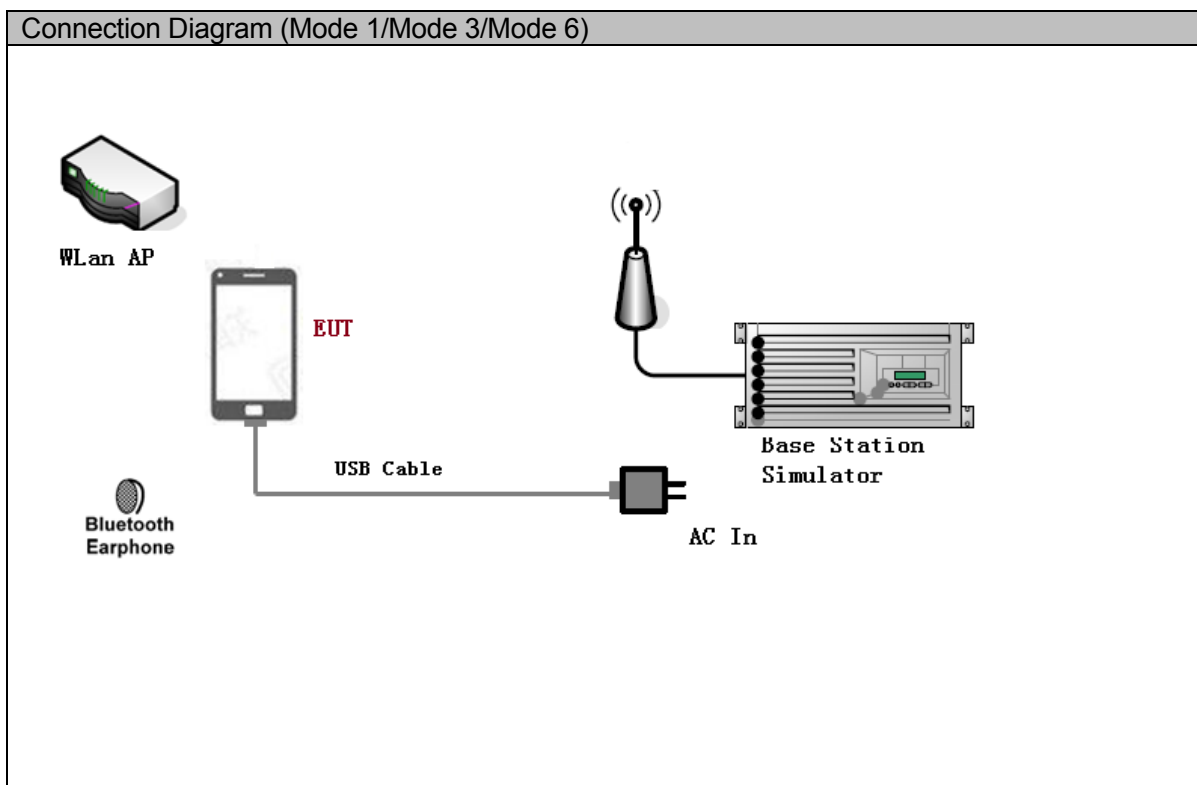 Connection Diagram (Mode 1/Mode 3/Mode 6)
WLan AP
EUT
USB Cable
Base Station
Simulator
Bluetooth
Earphone
AC In